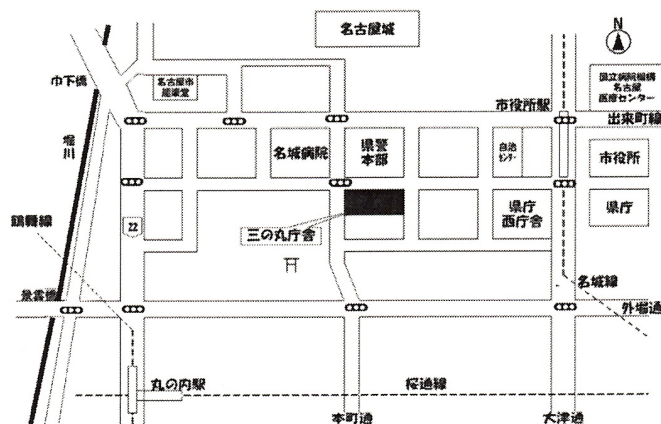 名古屋城
N
巾下橋
名古屋市
能楽堂
国立病院機構
名古屋
医療センター
市役所駅
出来町線
堀川
名城病院
県警
本部
自治
センター
市役所
鶴舞線
22
三の丸庁舎
県庁
西庁舎
県庁
景雲橋
名城線
外堀通
丸の内駅
桜通線
本町通
大津通